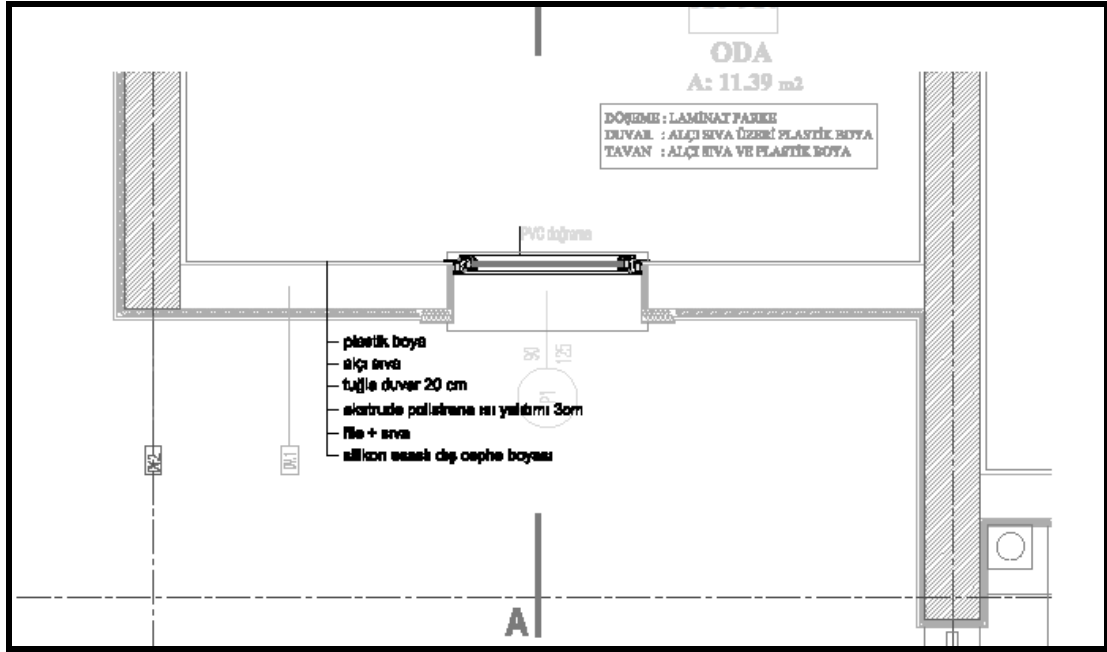 ODA
A: 11.39 m2
DÖŞEME : LAMİNAT PARKE
DUVAR : ALÇI SIVA ÜZERİ PLASTİK BOYA
TAVAN : ALÇI SIVA VE PLASTİK BOYA
PVC doğrama
plastik boya
alçı sıva
tuğla duvar 20 cm
ekstrude polistrene ısı yalıtımı 3cm
file + sıva
silikon esaslı dış cephe boyası
90
125
P1
DK2
DK1
A